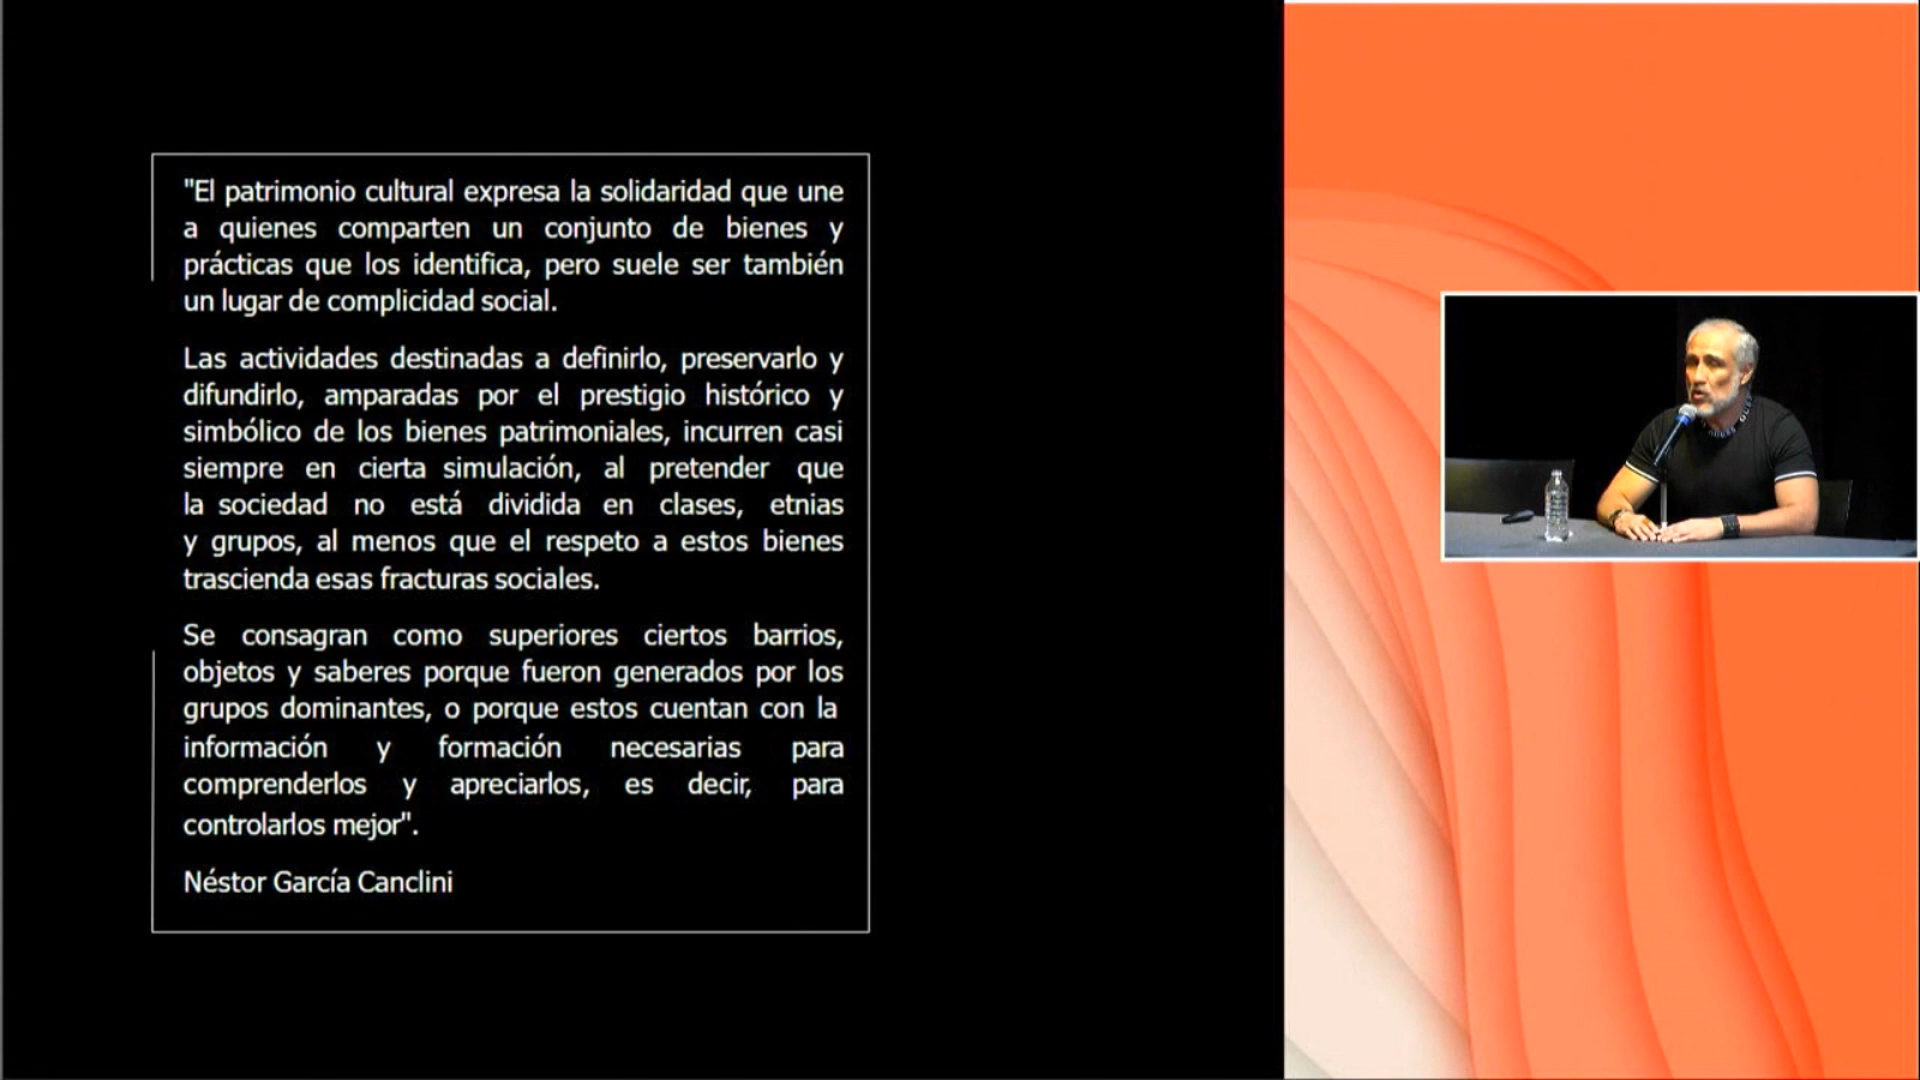 "El patrimonio cultural expresa la solidaridad que une
a quienes comparten un conjunto de bienes y
prácticas que los identifica, pero suele ser también
un lugar de complicidad social.
Las actividades destinadas a definirlo, preservarlo y
difundirlo, amparadas por el prestigio histórico y
simbólico de los bienes patrimoniales, incurren casi
siempre en cierta simulación, al pretender que
la sociedad no está dividida en clases, etnias
y grupos, al menos que el respeto a estos bienes
trascienda esas fracturas sociales.
Se consagran como superiores ciertos barrios,
objetos y saberes porque fueron generados por los
grupos dominantes, o porque estos cuentan con la
información y formación necesarias para
comprenderlos y apreciarlos, es decir, para
controlarlos mejor".
Néstor García Canclini